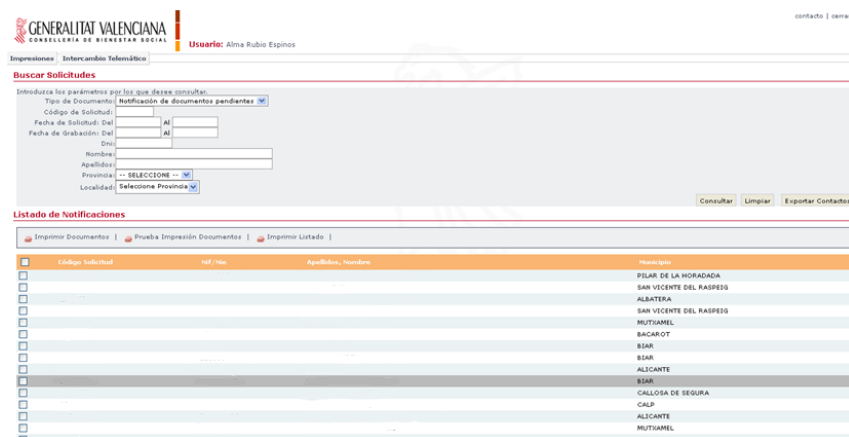 contacto | cerra
GENERALITAT VALENCIANA
CONSELLERÍA DE BIENESTAR SOCIAL
Usuario: Alma Rubio Espinos
Impresiones Intercambio Telemático
Buscar Solicitudes
Introduzca los parámetros por los que desee consultar.
Tipo de Documento: Notificación de documentos pendientes
Código de Solicitud:
Fecha de Solicitud: Del Al
Fecha de Grabación: Del Al
Dni:
Nombre:
Apellidos:
Provincia: -- SELECCIONE --
Localidad: Seleccione Provincia
Consultar Limpiar Exportar Contactos
Listado de Notificaciones
Imprimir Documentos | Prueba Impresión Documentos | Imprimir Listado |
Código Solicitud Nif/Nie Apellidos, Nombre Municipio
PILAR DE LA HORADADA
SAN VICENTE DEL RASPEIG
ALBATERA
SAN VICENTE DEL RASPEIG
MUTXAMEL
BACAROT
BIAR
BIAR
ALICANTE
BIAR
CALLOSA DE SEGURA
CALP
ALICANTE
MUTXAMEL